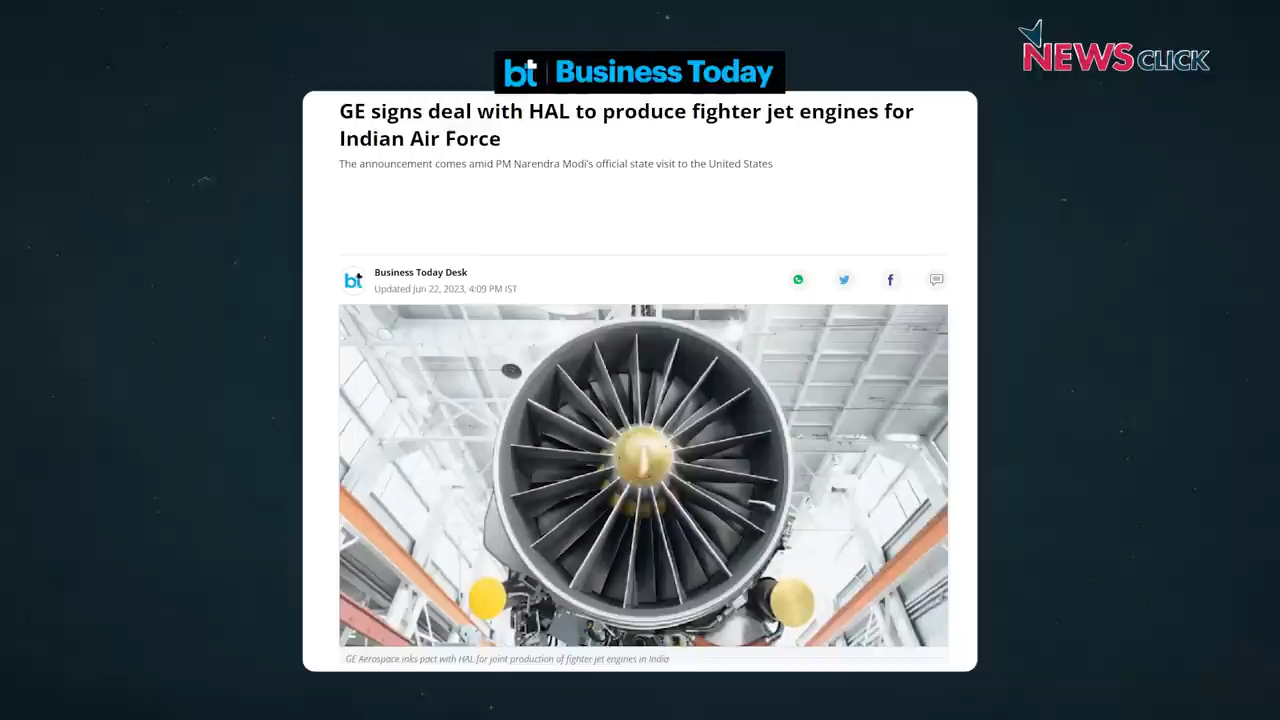 NEWSCLICK
bt Business Today
GE signs deal with HAL to produce fighter jet engines for
Indian Air Force
The announcement comes amid PM Narendra Modi's official state visit to the United States
bt
Business Today Desk
Updated Jun 22, 2023, 4:09 PM IST
GE Aerospace inks pact with HAL for joint production of fighter jet engines in India